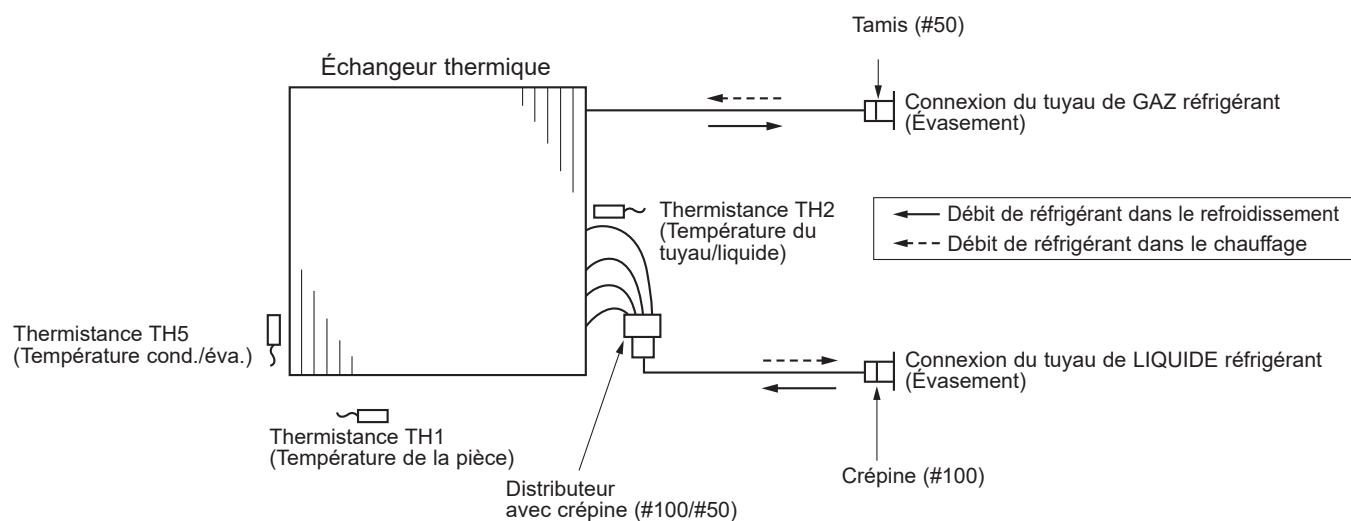 Tamis (#50)
Échangeur thermique
Connexion du tuyau de GAZ réfrigérant
(Évasement)
Thermistance TH2
(Température du
tuyau/liquide)
Débit de réfrigérant dans le refroidissement
Débit de réfrigérant dans le chauffage
Thermistance TH5
(Température cond./éva.)
Connexion du tuyau de LIQUIDE réfrigérant
(Évasement)
Thermistance TH1
(Température de la pièce)
Distributeur
avec crépine (#100/#50)
Crépine (#100)